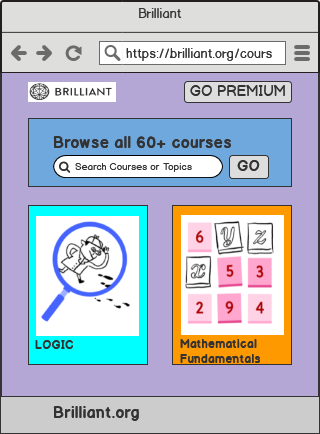 Brilliant
https://brilliant.org/cours
BRILLIANT
GO PREMIUM
Browse all 60+ courses
Search Courses or Topics
GO
LOGIC
6 y z
x 5 3
2 9 4
Mathematical
Fundamentals
Brilliant.org